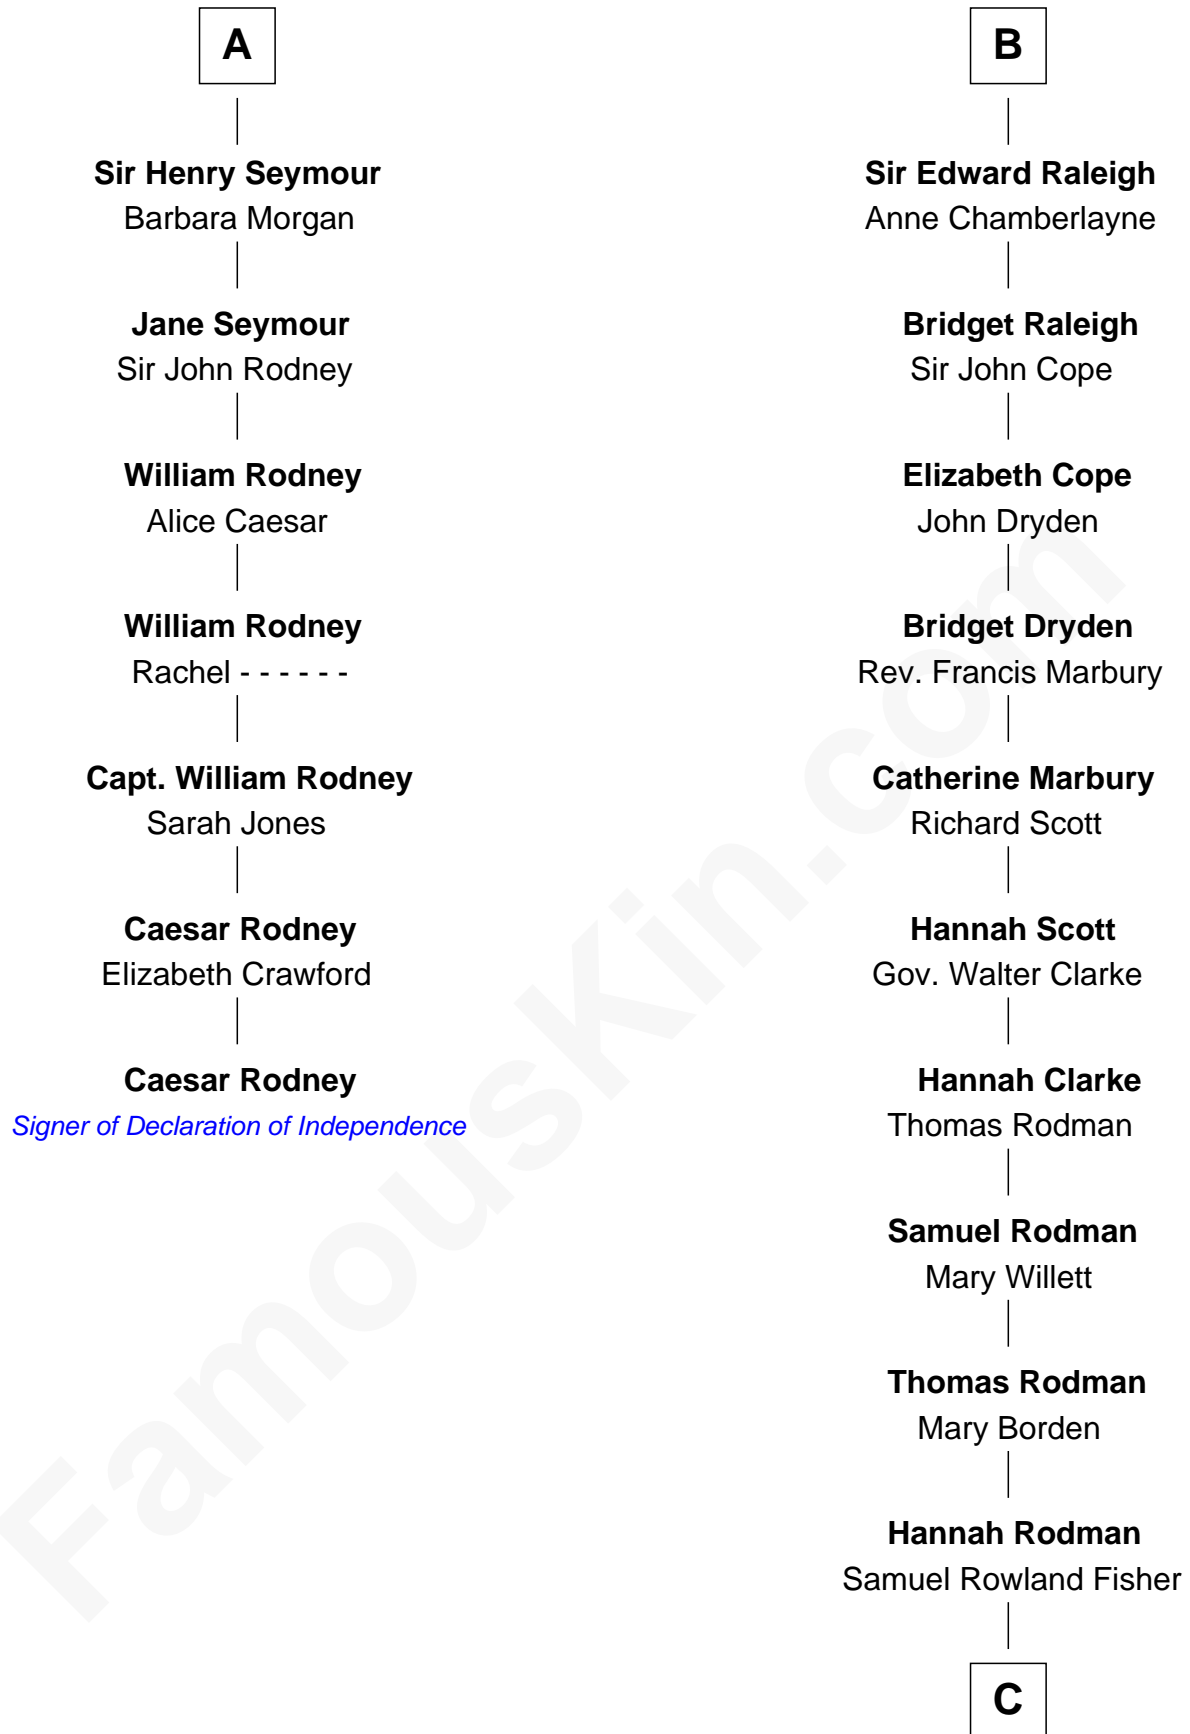 A
Sir Henry Seymour
Barbara Morgan
Jane Seymour
Sir John Rodney
William Rodney
Alice Caesar
William Rodney
Rachel - - - - - -
Capt. William Rodney
Sarah Jones
Caesar Rodney
Elizabeth Crawford
Caesar Rodney
Signer of Declaration of Independence
B
Sir Edward Raleigh
Anne Chamberlayne
Bridget Raleigh
Sir John Cope
Elizabeth Cope
John Dryden
Bridget Dryden
Rev. Francis Marbury
Catherine Marbury
Richard Scott
Hannah Scott
Gov. Walter Clarke
Hannah Clarke
Thomas Rodman
Samuel Rodman
Mary Willett
Thomas Rodman
Mary Borden
Hannah Rodman
Samuel Rowland Fisher
C
FamousKin.com